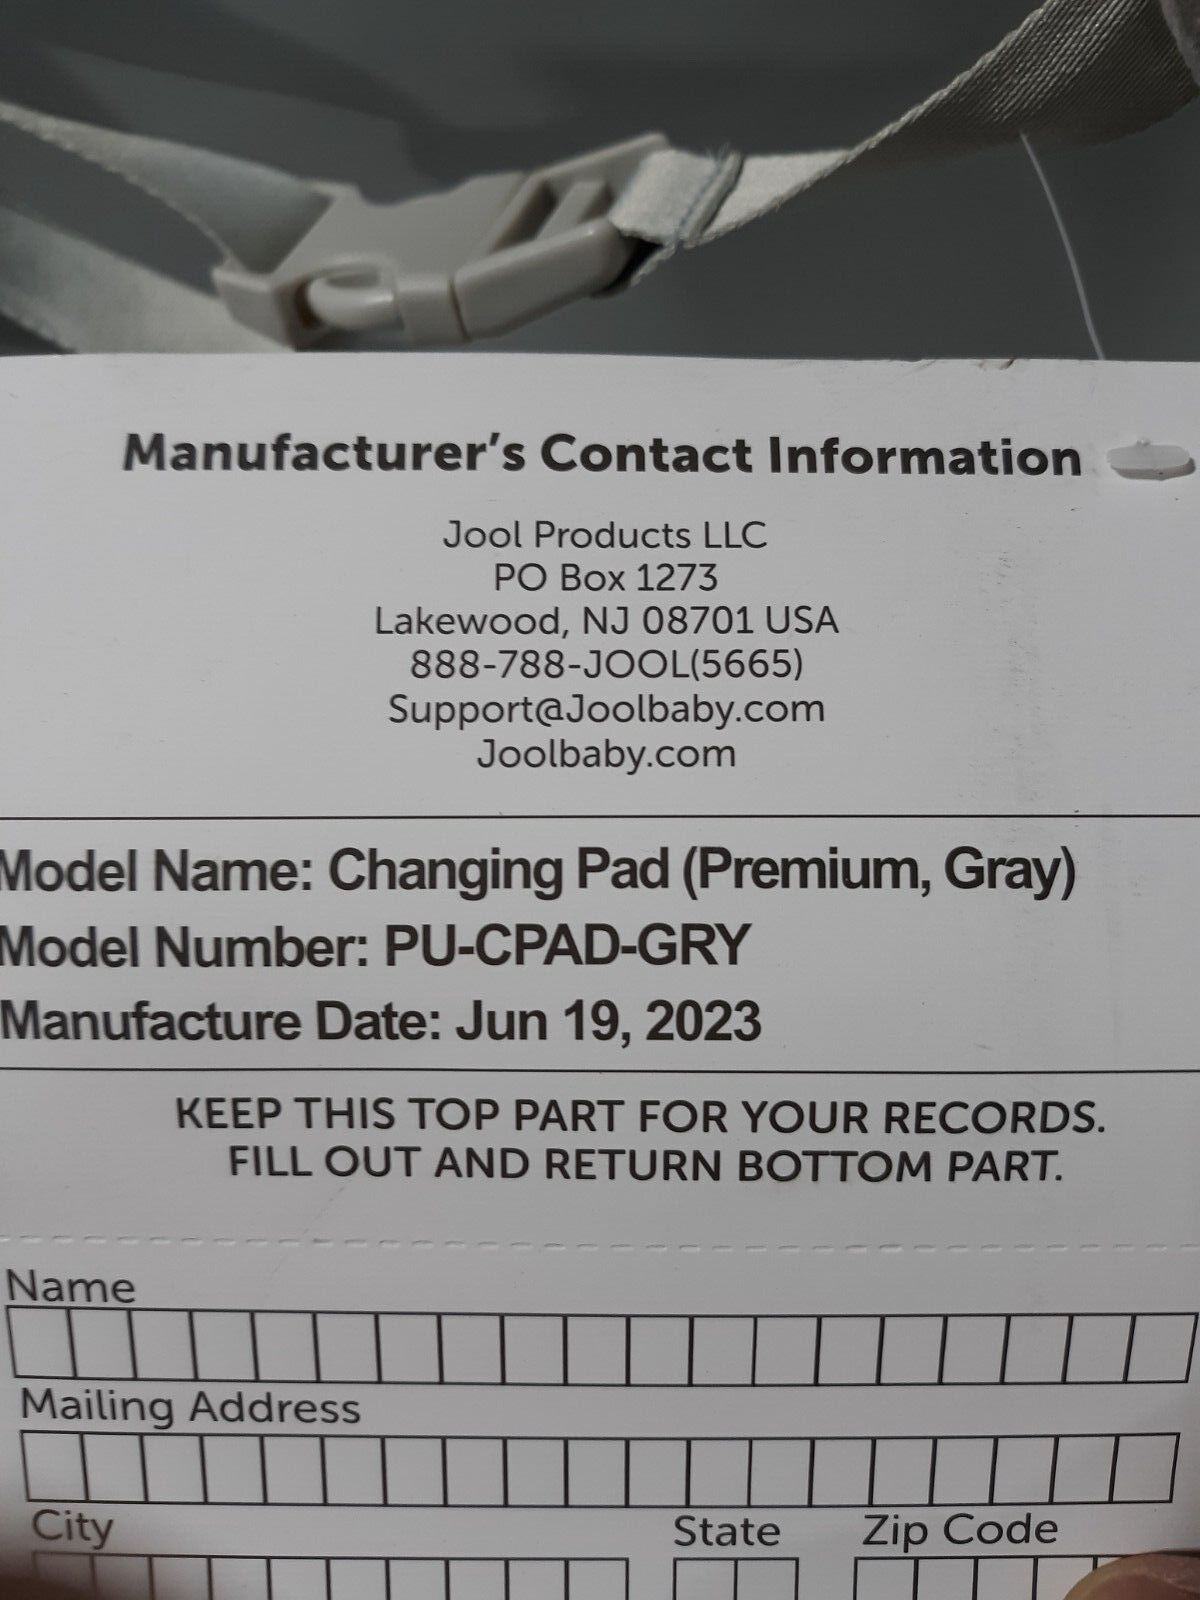 Manufacturer's Contact Information
Jool Products LLC
PO Box 1273
Lakewood, NJ 08701 USA
888-788-JOOL(5665)
Support@Joolbaby.com
Joolbaby.com
Model Name: Changing Pad (Premium, Gray)
Model Number: PU-CPAD-GRY
Manufacture Date: Jun 19, 2023
KEEP THIS TOP PART FOR YOUR RECORDS.
FILL OUT AND RETURN BOTTOM PART.
Name
Mailing Address
City State Zip Code